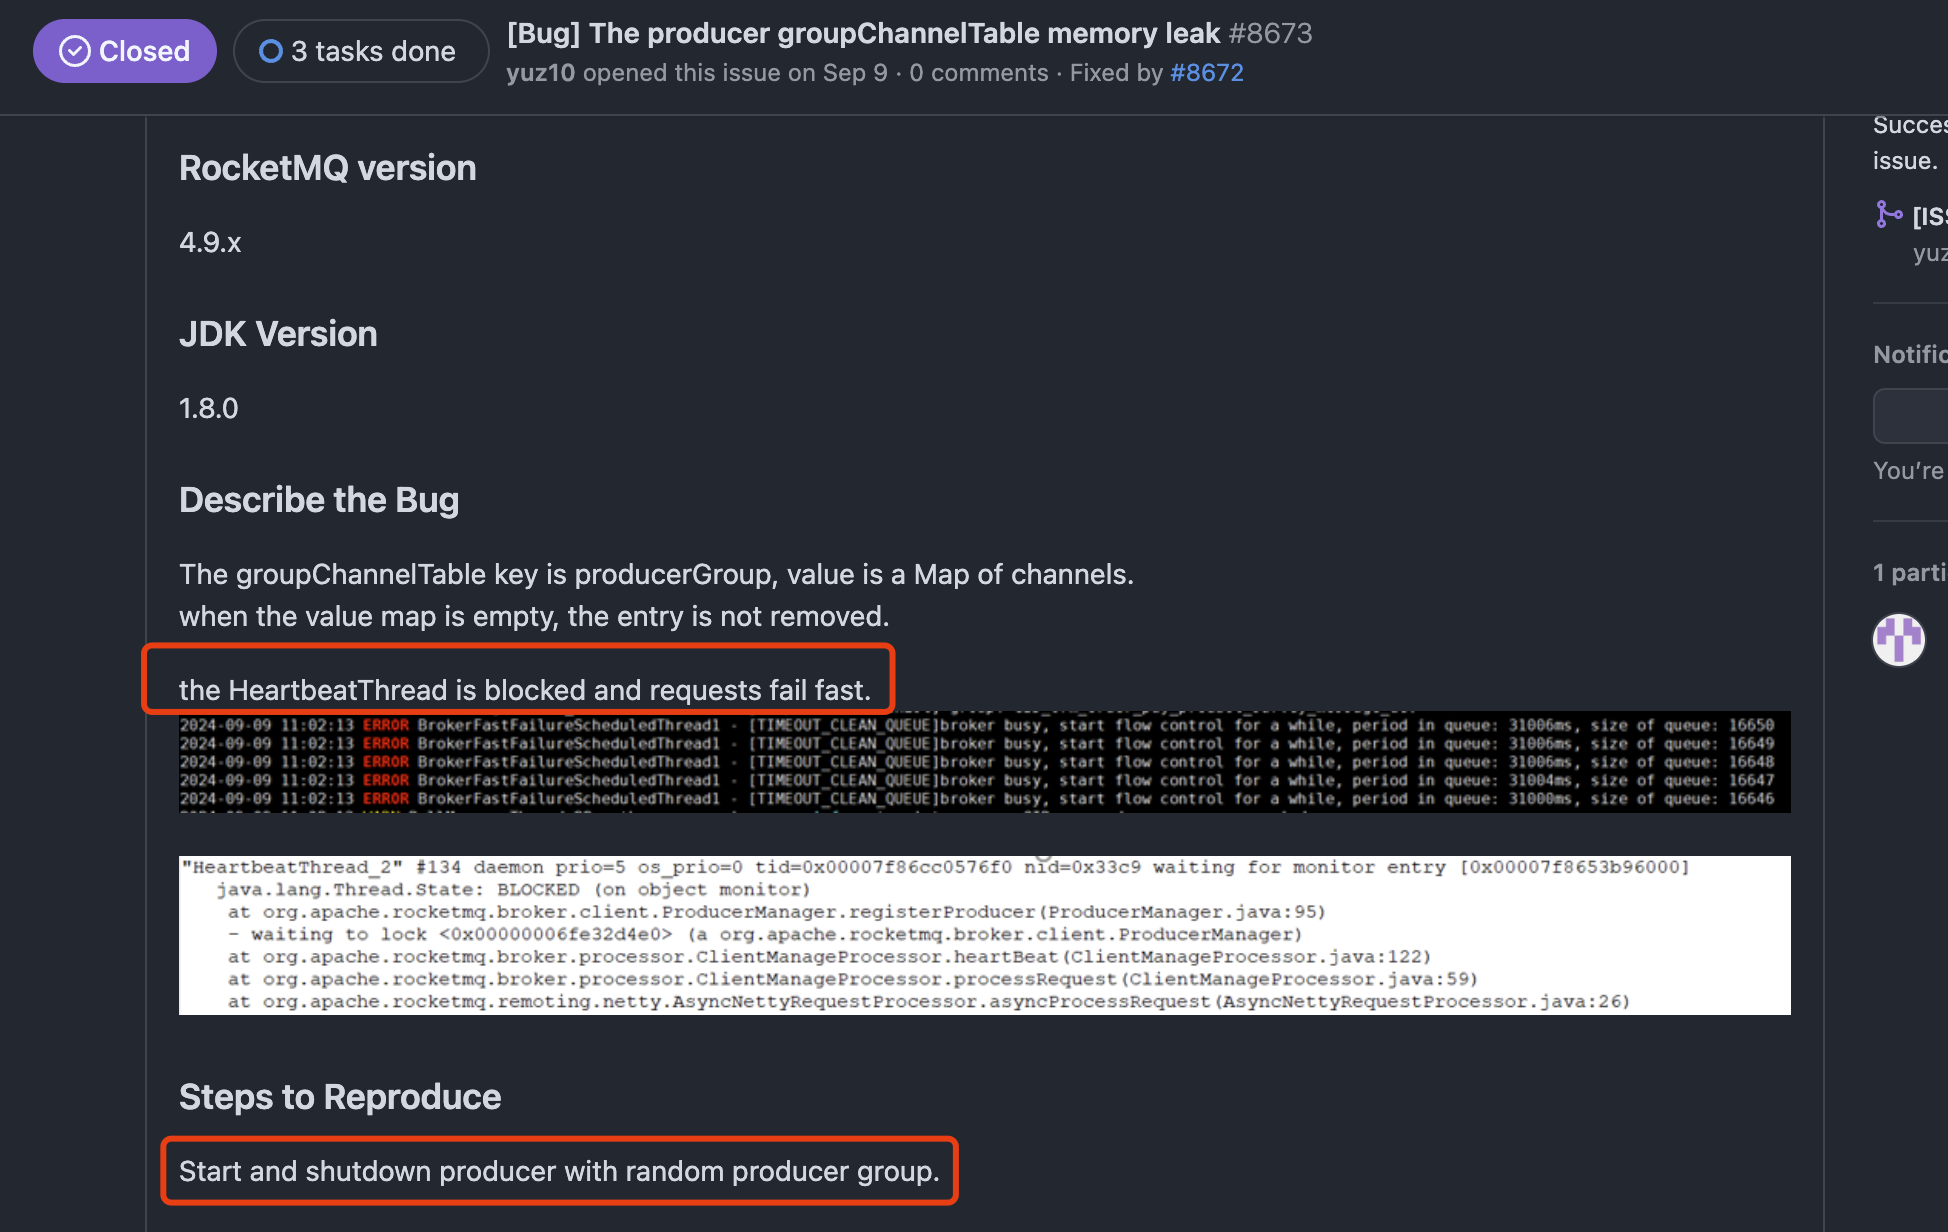 Closed
3 tasks done
[Bug] The producer groupChannelTable memory leak #8673
yuz10 opened this issue on Sep 9 · 0 comments · Fixed by #8672
Succes
issue.
[IS
yuz
Notific
You're
1 parti
RocketMQ version
4.9.x
JDK Version
1.8.0
Describe the Bug
The groupChannelTable key is producerGroup, value is a Map of channels.
when the value map is empty, the entry is not removed.
the HeartbeatThread is blocked and requests fail fast.
2024-09-09 11:02:13 ERROR BrokerFastFailureScheduledThread1 - [TIMEOUT_CLEAN_QUEUE]broker busy, start flow control for a while, period in queue: 31006ms, size of queue: 16650
2024-09-09 11:02:13 ERROR BrokerFastFailureScheduledThread1 - [TIMEOUT_CLEAN_QUEUE]broker busy, start flow control for a while, period in queue: 31006ms, size of queue: 16649
2024-09-09 11:02:13 ERROR BrokerFastFailureScheduledThread1 - [TIMEOUT_CLEAN_QUEUE]broker busy, start flow control for a while, period in queue: 31006ms, size of queue: 16648
2024-09-09 11:02:13 ERROR BrokerFastFailureScheduledThread1 - [TIMEOUT_CLEAN_QUEUE]broker busy, start flow control for a while, period in queue: 31004ms, size of queue: 16647
2024-09-09 11:02:13 ERROR BrokerFastFailureScheduledThread1 - [TIMEOUT_CLEAN_QUEUE]broker busy, start flow control for a while, period in queue: 31000ms, size of queue: 16646
"HeartbeatThread_2" #134 daemon prio=5 os_prio=0 tid=0x00007f86cc0576f0 nid=0x33c9 waiting for monitor entry [0x00007f8653b96000]
java.lang.Thread.State: BLOCKED (on object monitor)
at org.apache.rocketmq.broker.client.ProducerManager.registerProducer(ProducerManager.java:95)
- waiting to lock <0x00000006fe32d4e0> (a org.apache.rocketmq.broker.client.ProducerManager)
at org.apache.rocketmq.broker.processor.ClientManageProcessor.heartBeat(ClientManageProcessor.java:122)
at org.apache.rocketmq.broker.processor.ClientManageProcessor.processRequest(ClientManageProcessor.java:59)
at org.apache.rocketmq.remoting.netty.AsyncNettyRequestProcessor.asyncProcessRequest(AsyncNettyRequestProcessor.java:26)
Steps to Reproduce
Start and shutdown producer with random producer group.